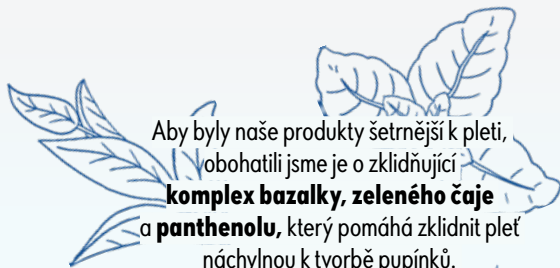 Aby byly naše produkty šetrnější k pleti,
obohatili jsme je o zklidňující
komplex bazalky, zeleného čaje
a panthenolu, který pomáhá zklidnit pleť
náchylnou k tvorbě pupínků.